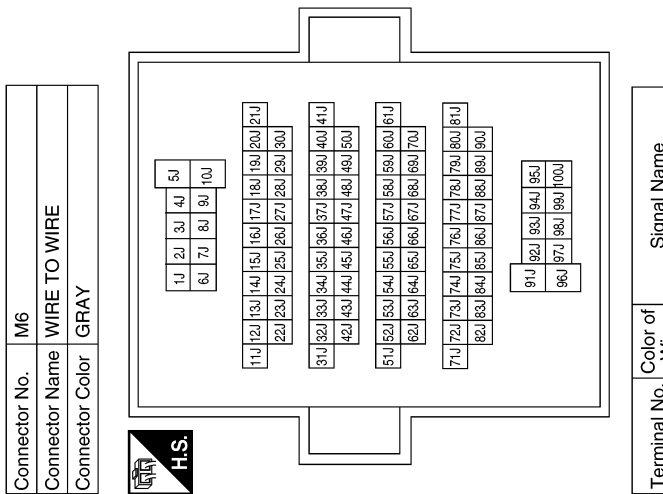 Connector No. M6
Connector Name WIRE TO WIRE
Connector Color GRAY
H.S.
1J 2J 3J 4J 5J
6J 7J 8J 9J 10J
11J 12J 13J 14J 15J 16J 17J 18J 19J 20J 21J
22J 23J 24J 25J 26J 27J 28J 29J 30J
31J 32J 33J 34J 35J 36J 37J 38J 39J 40J 41J
42J 43J 44J 45J 46J 47J 48J 49J 50J
51J 52J 53J 54J 55J 56J 57J 58J 59J 60J 61J
62J 63J 64J 65J 66J 67J 68J 69J 70J
71J 72J 73J 74J 75J 76J 77J 78J 79J 80J 81J
82J 83J 84J 85J 86J 87J 88J 89J 90J
91J 92J 93J 94J 95J
96J 97J 98J 99J 100J
Terminal No. Color of Signal Name